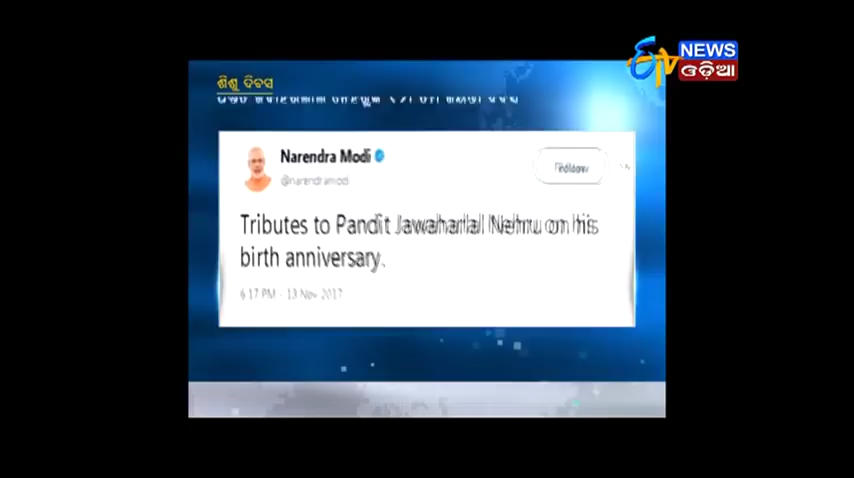 NEWS
ଓଡ଼ିଆ
ଶିଶୁ ଦିବସ
Narendra Modi
@narendramodi
Follow
Tributes to Pandit Jawaharlal Nehru on his
birth anniversary.
6:17 PM - 13 Nov 2017